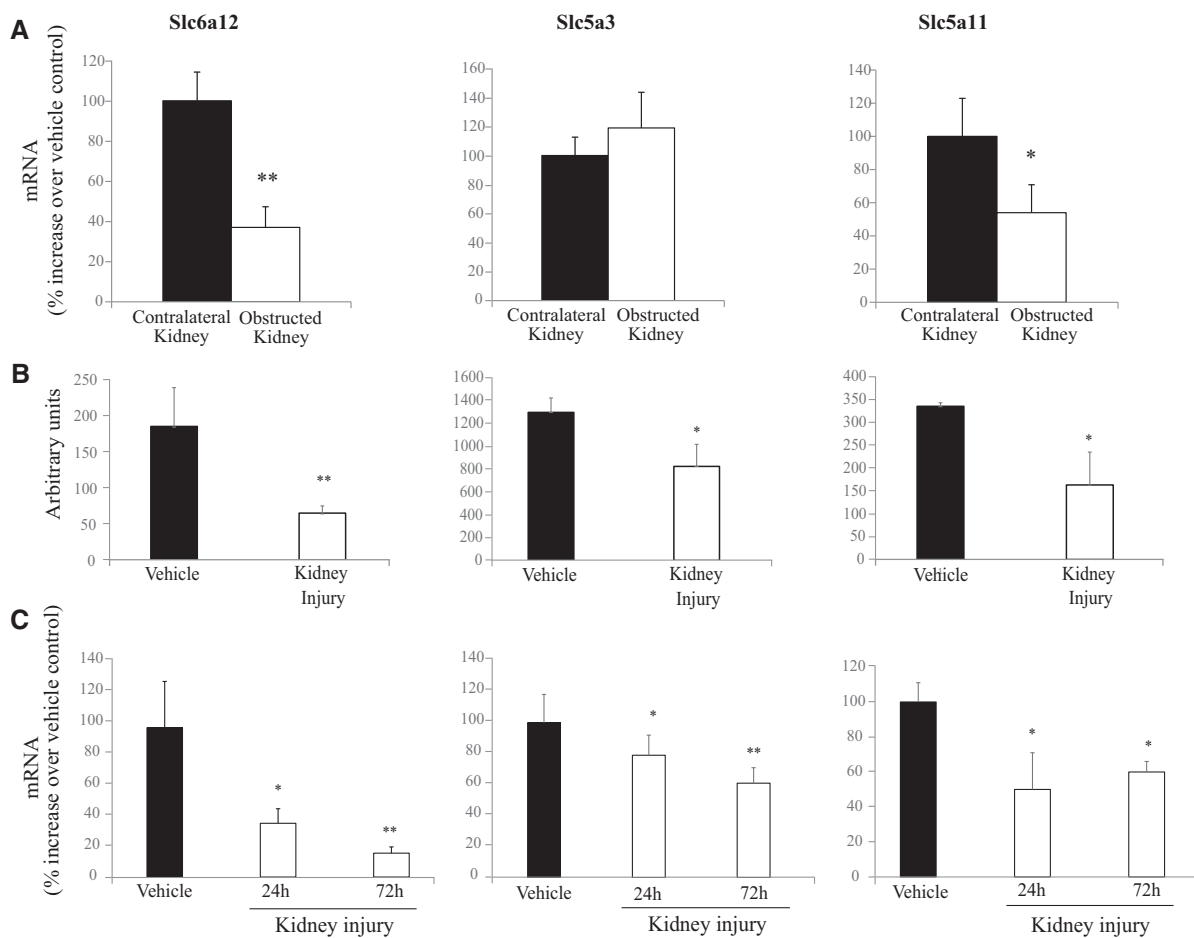 A
Slc6a12
Slc5a3
Slc5a11
mRNA
(% increase over vehicle control)
120
100
80
60
40
20
0
**
Contralateral Obstructed
Kidney Kidney
160
140
120
100
80
60
40
20
0
Contralateral Obstructed
Kidney Kidney
140
120
100
80
60
40
20
0
*
Contralateral Obstructed
Kidney Kidney
B
Arbitrary units
250
200
150
100
50
0
**
Vehicle Kidney
Injury
1600
1400
1200
1000
800
600
400
200
0
*
Vehicle Kidney
Injury
400
350
300
250
200
150
100
50
0
*
Vehicle Kidney
Injury
C
mRNA
(% increase over vehicle control)
140
120
100
80
60
40
20
0
*
**
Vehicle 24h 72h
Kidney injury
140
120
100
80
60
40
20
0
*
**
Vehicle 24h 72h
Kidney injury
120
100
80
60
40
20
0
*
*
Vehicle 24h 72h
Kidney injury